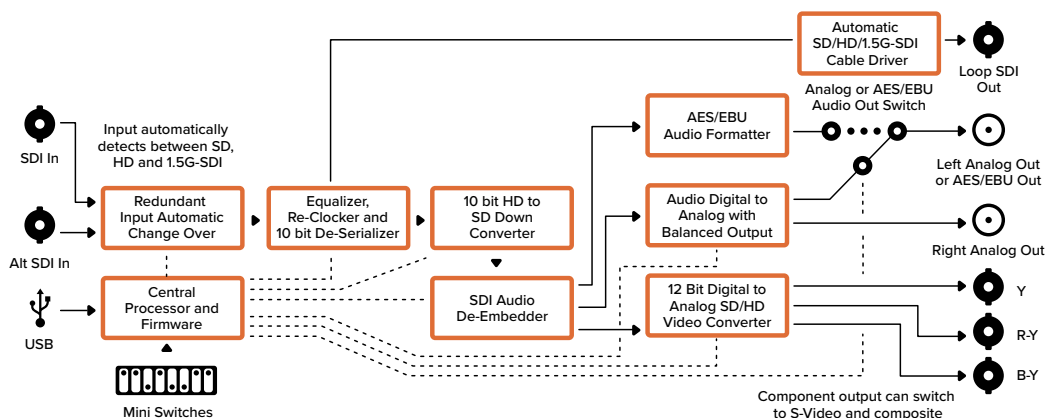 Automatic
SD/HD/1.5G-SDI
Cable Driver
Loop SDI
Out
Analog or AES/EBU
Audio Out Switch
SDI In
Input automatically
detects between SD,
HD and 1.5G-SDI
AES/EBU
Audio Formatter
Left Analog Out
or AES/EBU Out
Alt SDI In
Redundant
Input Automatic
Change Over
Equalizer,
Re-Clocker and
10 bit De-Serializer
10 bit HD to
SD Down
Converter
Audio Digital to
Analog with
Balanced Output
Right Analog Out
USB
Central
Processor and
Firmware
SDI Audio
De-Embedder
12 Bit Digital to
Analog SD/HD
Video Converter
Y
R-Y
B-Y
Mini Switches
Component output can switch
to S-Video and composite